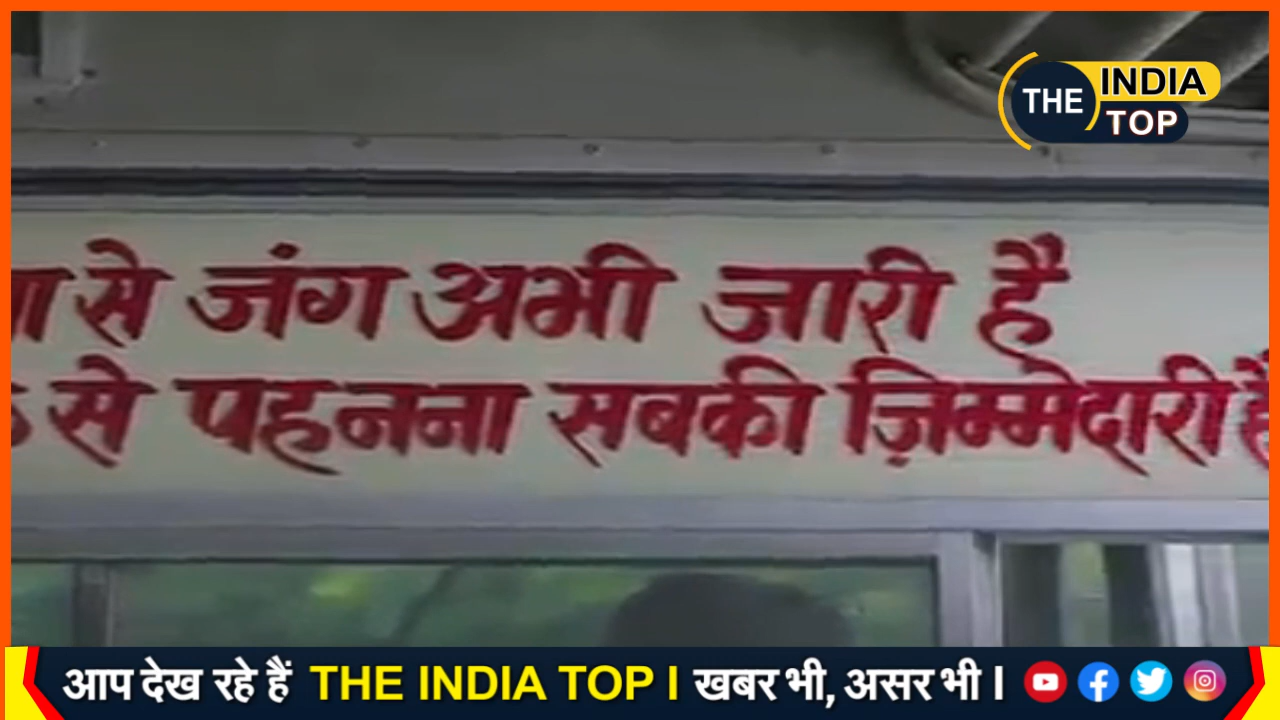 THE INDIA TOP
से जंग अभी जारी है
से पहनना सबकी ज़िम्मेदारी है
आप देख रहे हैं THE INDIA TOP I खबर भी, असर भी I